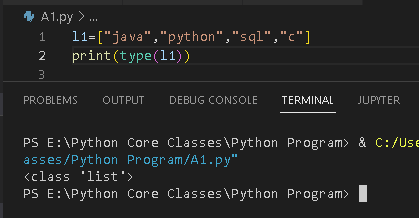 A1.py > ...
1 l1=["java","python","sql","c"]
2 print(type(l1))
3
PROBLEMS OUTPUT DEBUG CONSOLE TERMINAL JUPYTER
PS E:\Python Core Classes\Python Program> & C:/Use
asses/Python Program/A1.py"
<class 'list'>
PS E:\Python Core Classes\Python Program>